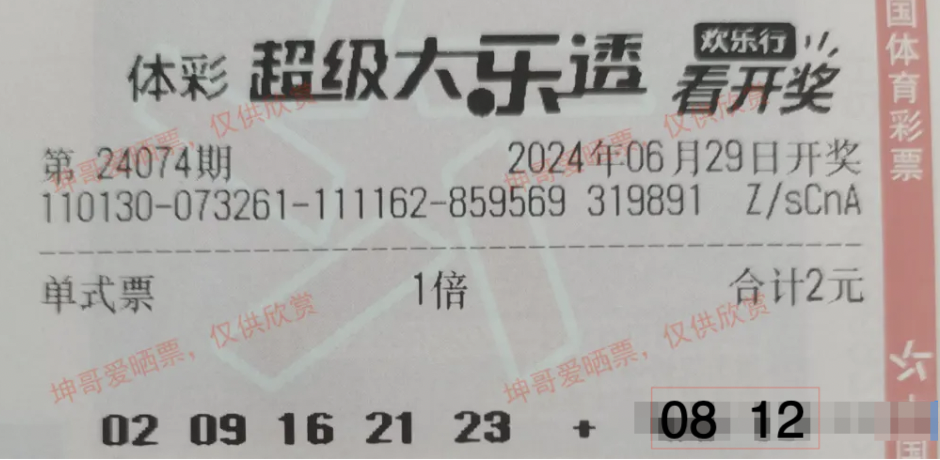 体彩 超级大乐透 欢乐行 看开奖
第 24074期 2024年06月29日开奖
110130-073261-111162-859569 319891 Z/sCnA
单式票 1倍 合计2元
02 09 16 21 23 + 08 12
国体育彩票
国
坤哥爱晒票，仅供欣赏
坤哥爱晒票，仅供欣赏
坤哥爱晒票，仅供欣赏
坤哥爱晒票，仅供欣赏